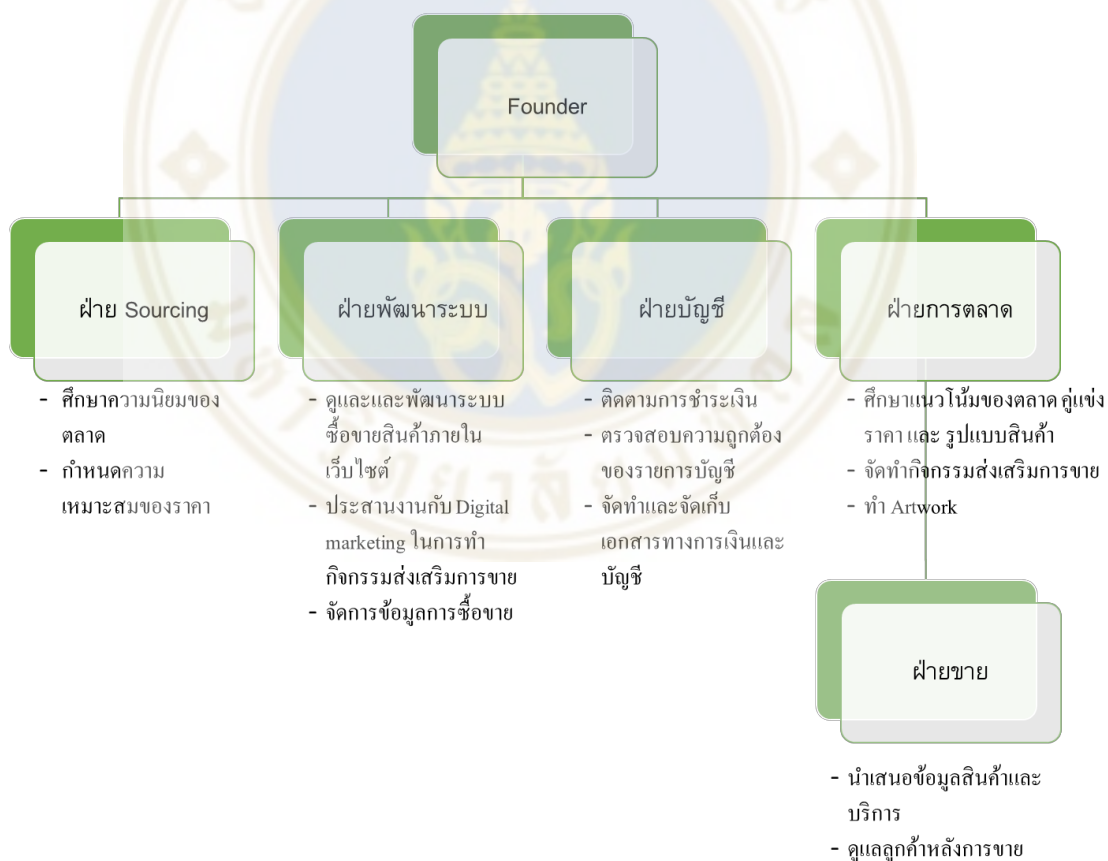 Founder
ฝ่าย Sourcing
- ศึกษาความนิยมของ
ตลาด
- กำหนดความ
เหมาะสมของราคา
ฝ่ายพัฒนาระบบ
- ดูและและพัฒนาระบบ
ซื้อขายสินค้าภายใน
เว็บไซต์
- ประสานงานกับ Digital
marketing ในการทำ
กิจกรรมส่งเสริมการขาย
- จัดการข้อมูลการซื้อขาย
ฝ่ายบัญชี
- ติดตามการชำระเงิน
- ตรวจสอบความถูกต้อง
ของรายการบัญชี
- จัดทำและจัดเก็บ
เอกสารทางการเงินและ
บัญชี
ฝ่ายการตลาด
- ศึกษาแนวโน้มของตลาด คู่แข่ง
ราคา และ รูปแบบสินค้า
- จัดทำกิจกรรมส่งเสริมการขาย
- ทำ Artwork
ฝ่ายขาย
- นำเสนอข้อมูลสินค้าและ
บริการ
- ดูแลลูกค้าหลังการขาย